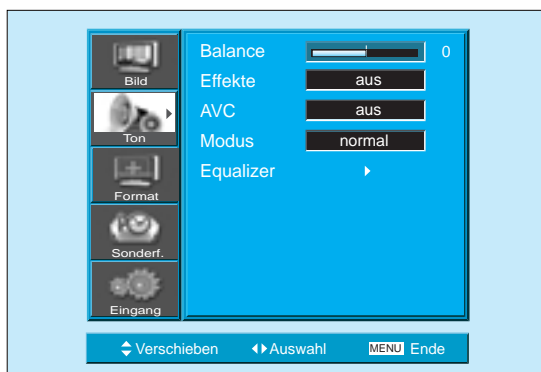 Bild
Ton
Format
Sonderf.
Eingang
Balance 0
Effekte aus
AVC aus
Modus normal
Equalizer
Verschieben Auswahl MENU Ende